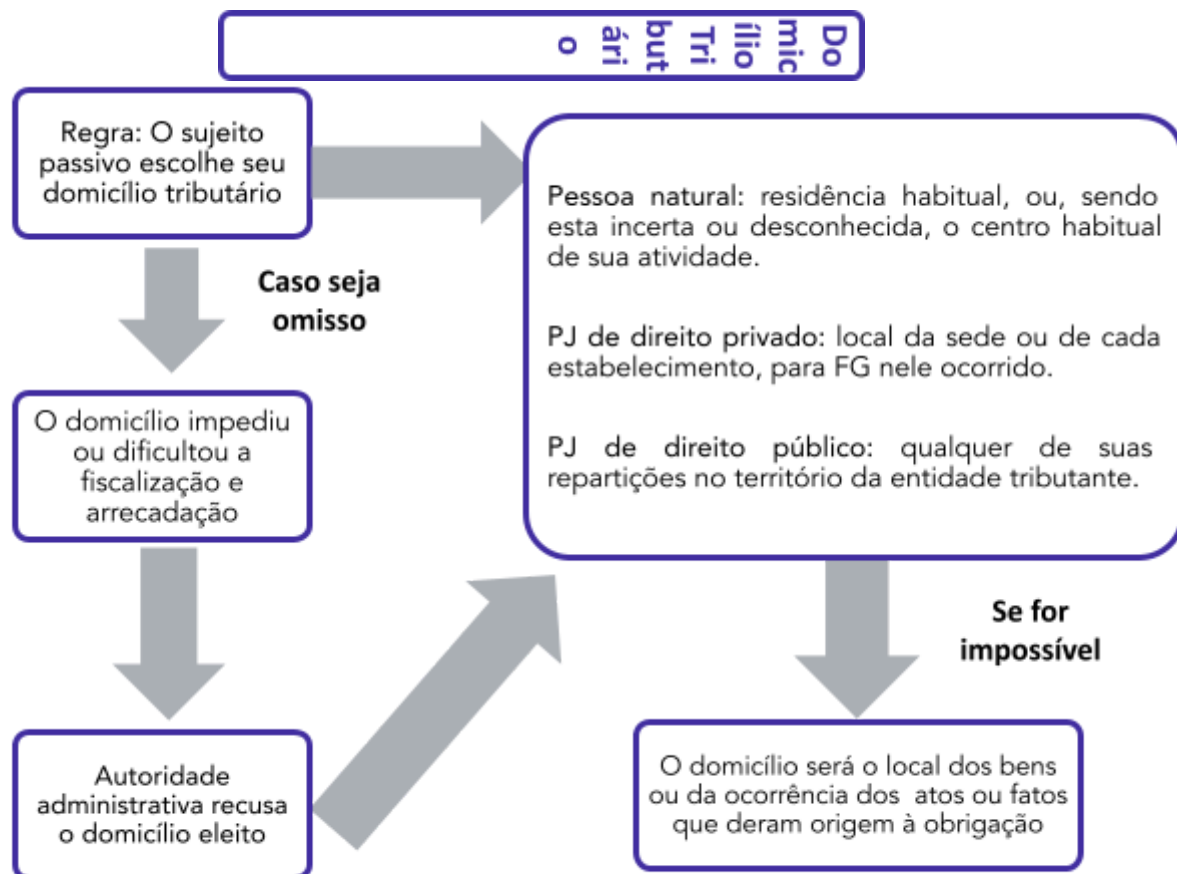 Do
mic
ílio
Tri
but
ári
o
Regra: O sujeito
passivo escolhe seu
domicílio tributário
Caso seja
omisso
Pessoa natural: residência habitual, ou, sendo
esta incerta ou desconhecida, o centro habitual
de sua atividade.
PJ de direito privado: local da sede ou de cada
estabelecimento, para FG nele ocorrido.
PJ de direito público: qualquer de suas
repartições no território da entidade tributante.
O domicílio impediu
ou dificultou a
fiscalização e
arrecadação
Se for
impossível
Autoridade
administrativa recusa
o domicílio eleito
O domicílio será o local dos bens
ou da ocorrência dos atos ou fatos
que deram origem à obrigação